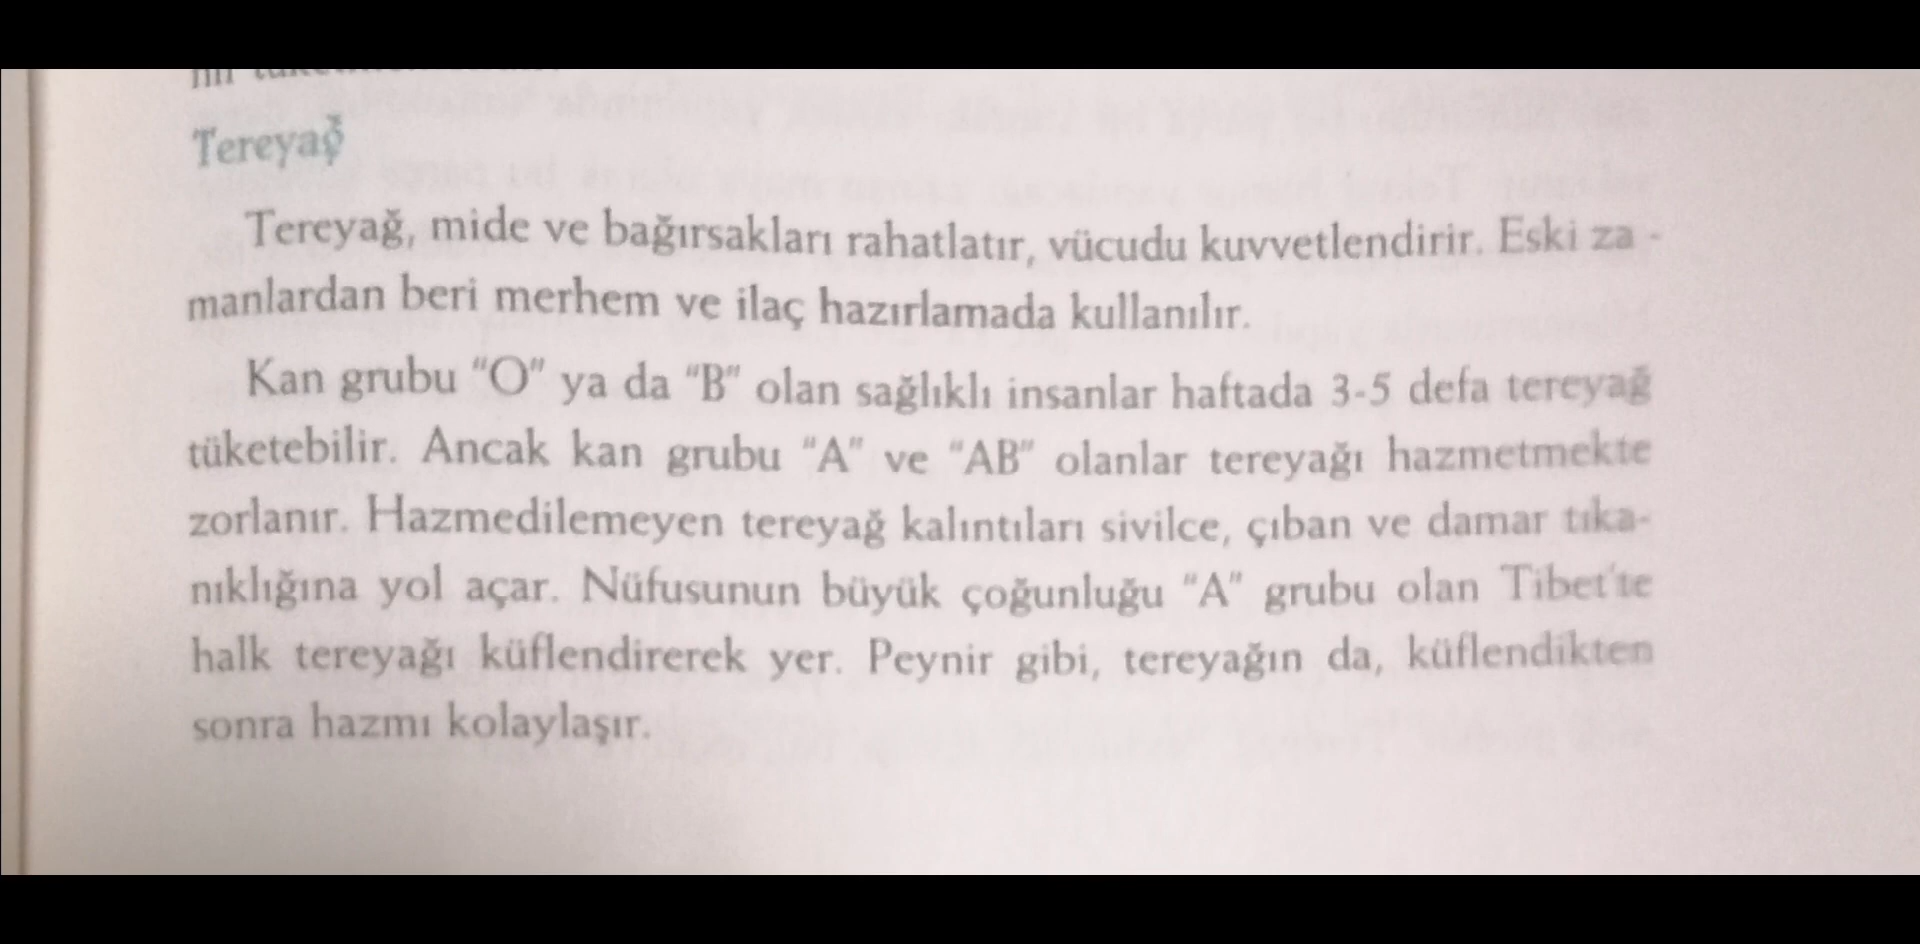 Tereyağ
Tereyağ, mide ve bağırsakları rahatlatır, vücudu kuvvetlendirir. Eski za -
manlardan beri merhem ve ilaç hazırlamada kullanılır.
Kan grubu "O" ya da "B" olan sağlıklı insanlar haftada 3-5 defa tereyağ
tüketebilir. Ancak kan grubu "A" ve "AB" olanlar tereyağı hazmetmekte
zorlanır. Hazmedilemeyen tereyağ kalıntıları sivilce, çıban ve damar tıka-
nıklığına yol açar. Nüfusunun büyük çoğunluğu "A" grubu olan Tibet'te
halk tereyağı küflendirerek yer. Peynir gibi, tereyağın da, küflendikten
sonra hazmı kolaylaşır.